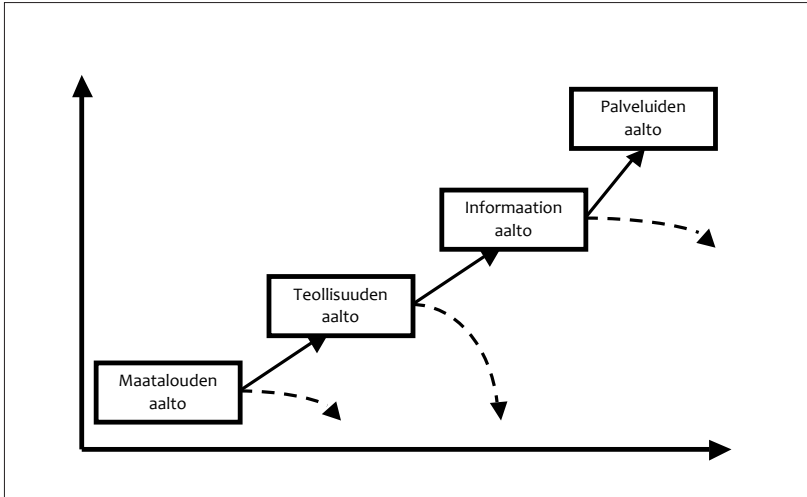 Palveluiden
aalto
Informaation
aalto
Teollisuuden
aalto
Maatalouden
aalto